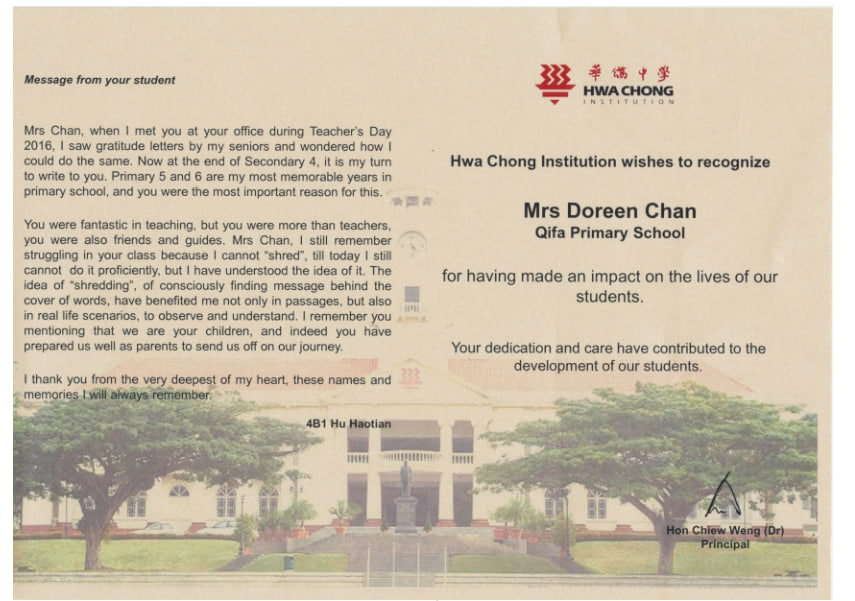 Message from your student
Mrs Chan, when I met you at your office during Teacher's Day
2016, I saw gratitude letters by my seniors and wondered how I
could do the same. Now at the end of Secondary 4, it is my turn
to write to you. Primary 5 and 6 are my most memorable years in
primary school, and you were the most important reason for this.
You were fantastic in teaching, but you were more than teachers,
you were also friends and guides. Mrs Chan, I still remember
struggling in your class because I cannot “shred”, till today I still
cannot do it proficiently, but I have understood the idea of it. The
idea of “shredding”, of consciously finding message behind the
cover of words, have benefited me not only in passages, but also
in real life scenarios, to observe and understand. I remember you
mentioning that we are your children, and indeed you have
prepared us well as parents to send us off on our journey.
I thank you from the very deepest of my heart, these names and
memories I will always remember.
4B1 Hu Haotian
華僑中學
HWA CHONG
INSTITUTION
Hwa Chong Institution wishes to recognize
Mrs Doreen Chan
Qifa Primary School
for having made an impact on the lives of our
students.
Your dedication and care have contributed to the
development of our students.
Hon Chiew Weng (Dr)
Principal